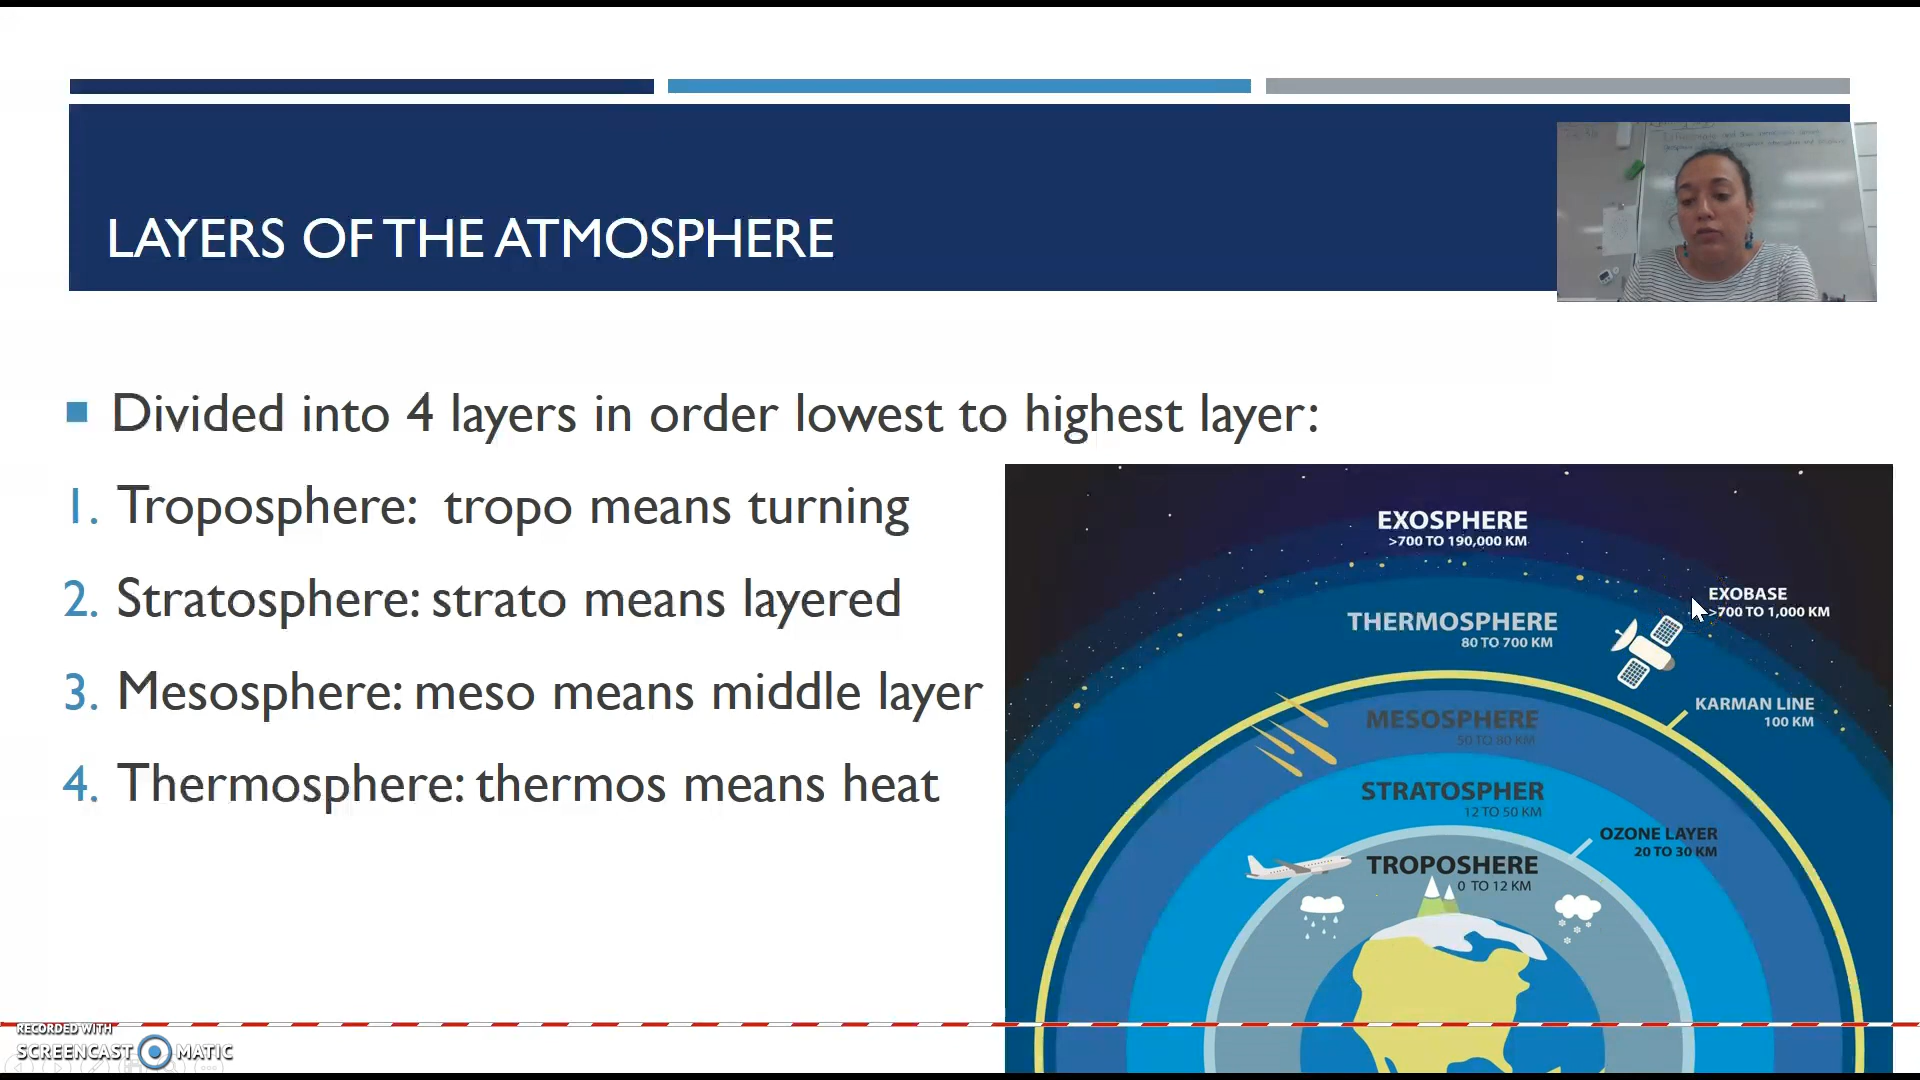 LAYERS OF THE ATMOSPHERE
Divided into 4 layers in order lowest to highest layer:
1. Troposphere: tropo means turning
2. Stratosphere: strato means layered
3. Mesosphere: meso means middle layer
4. Thermosphere: thermos means heat
EXOSPHERE
>700 TO 190,000 KM
EXOBASE
>700 TO 1,000 KM
THERMOSPHERE
80 TO 700 KM
KARMAN LINE
100 KM
MESOSPHERE
50 TO 80 KM
STRATOSPHER
12 TO 50 KM
OZONE LAYER
20 TO 30 KM
TROPOSHERE
0 TO 12 KM
RECORDED WITH
SCREENCAST MATIC